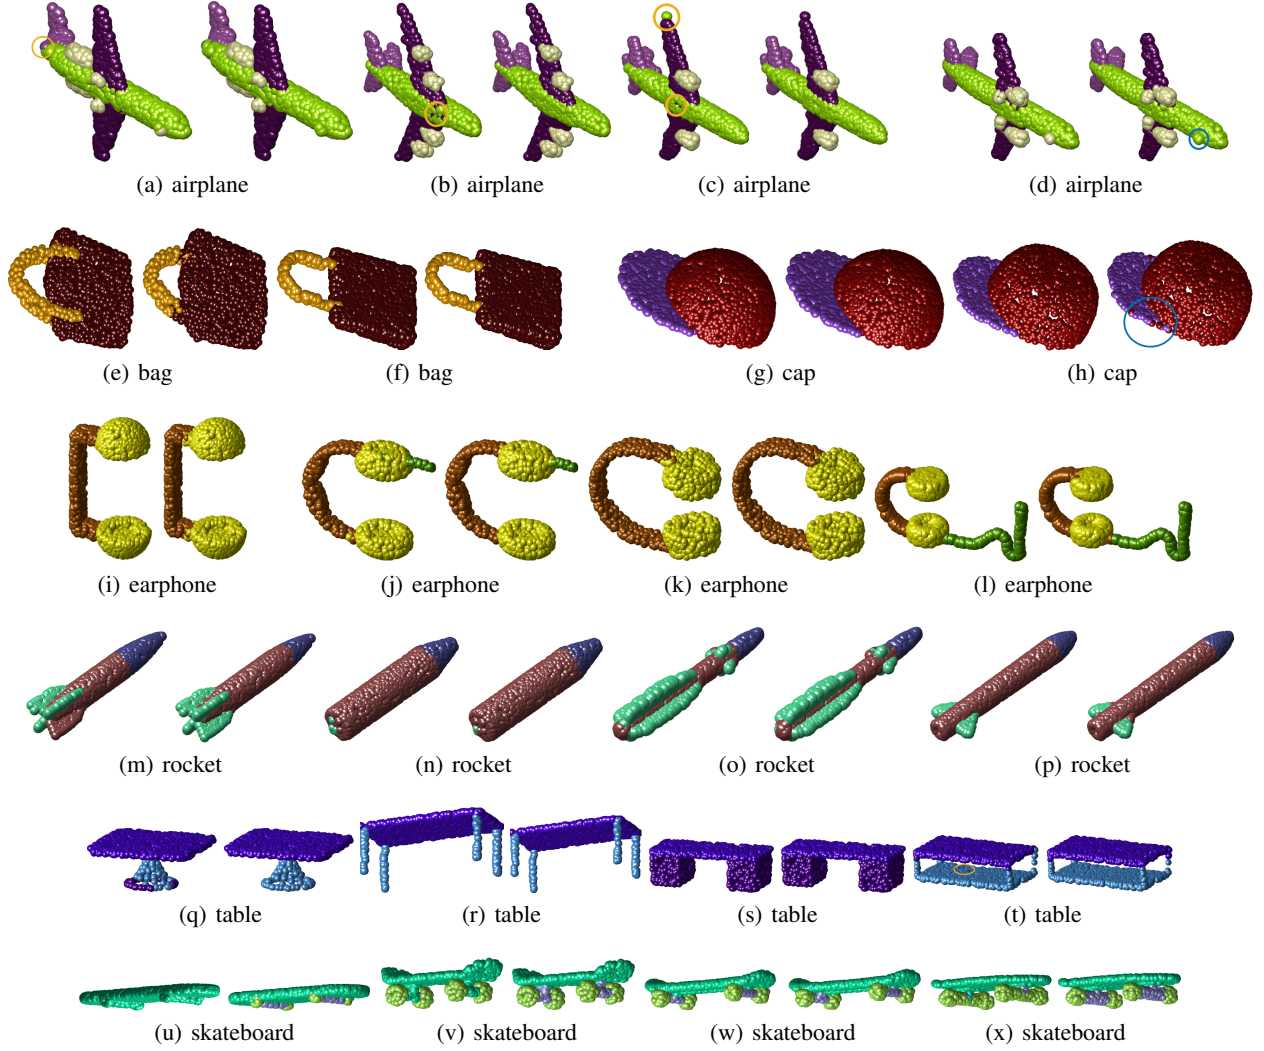 (a) airplane (b) airplane (c) airplane (d) airplane
(e) bag (f) bag (g) cap (h) cap
(i) earphone (j) earphone (k) earphone (l) earphone
(m) rocket (n) rocket (o) rocket (p) rocket
(q) table (r) table (s) table (t) table
(u) skateboard (v) skateboard (w) skateboard (x) skateboard